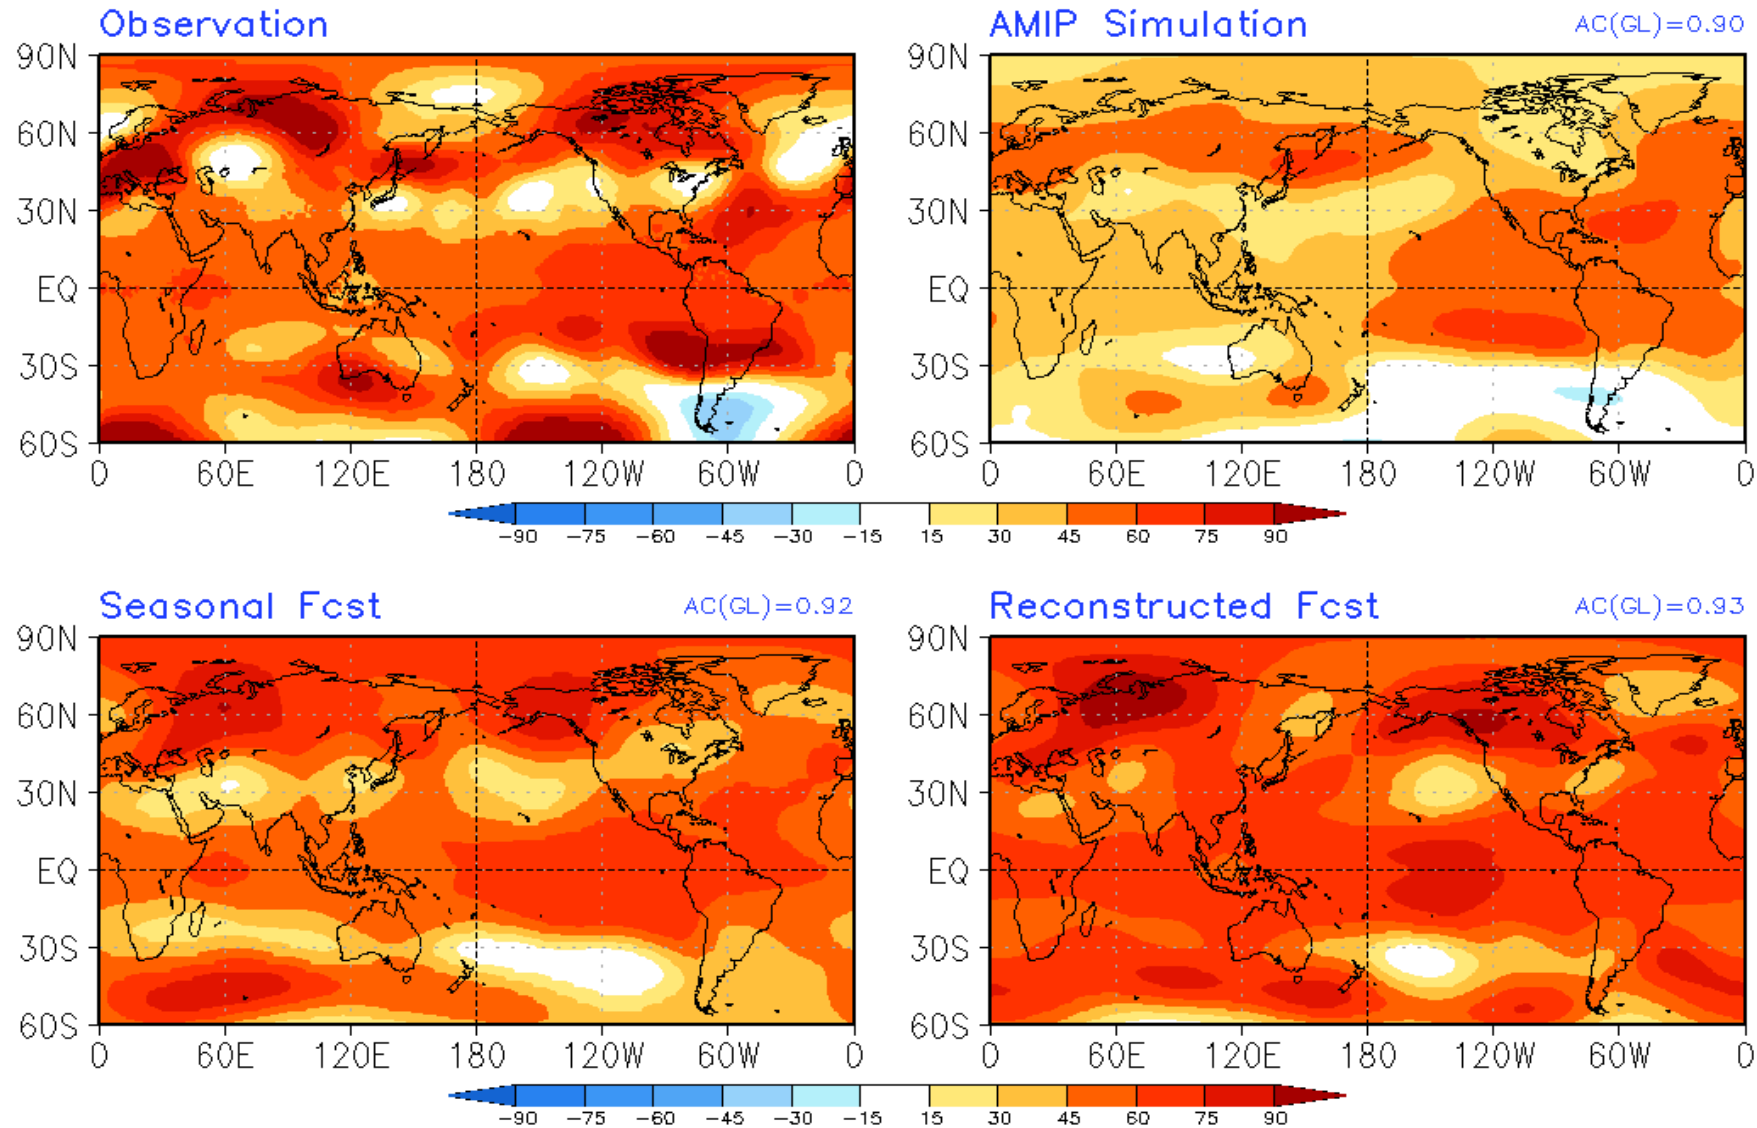 Observation
AMIP Simulation AC(GL)=0.90
90N 90N
60N 60N
30N 30N
EQ EQ
30S 30S
60S 60S
0 60E 120E 180 120W 60W 0 0 60E 120E 180 120W 60W 0
-90 -75 -60 -45 -30 -15 15 30 45 60 75 90
Seasonal Fcst AC(GL)=0.92
Reconstructed Fcst AC(GL)=0.93
90N 90N
60N 60N
30N 30N
EQ EQ
30S 30S
60S 60S
0 60E 120E 180 120W 60W 0 0 60E 120E 180 120W 60W 0
-90 -75 -60 -45 -30 -15 15 30 45 60 75 90